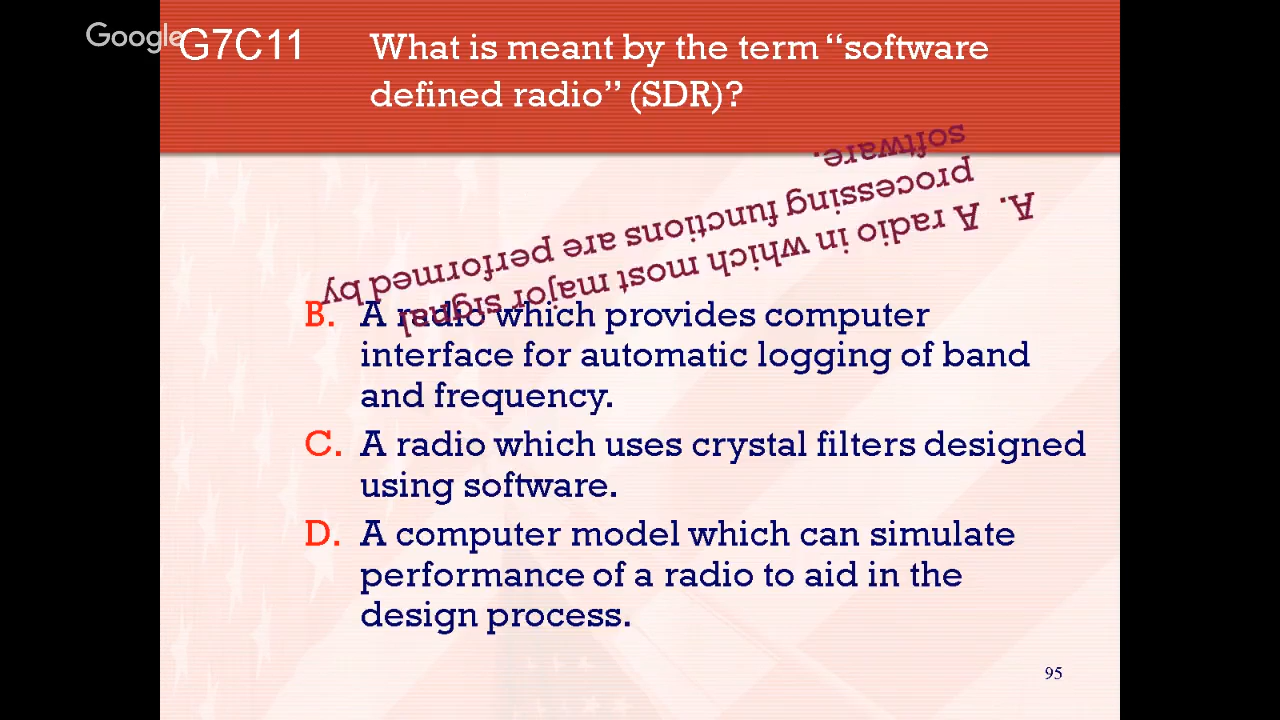 Google
G7C11
What is meant by the term “software
defined radio” (SDR)?
A. A radio in which most major signal
processing functions are performed by
software.
B. A radio which provides computer
interface for automatic logging of band
and frequency.
C. A radio which uses crystal filters designed
using software.
D. A computer model which can simulate
performance of a radio to aid in the
design process.
95